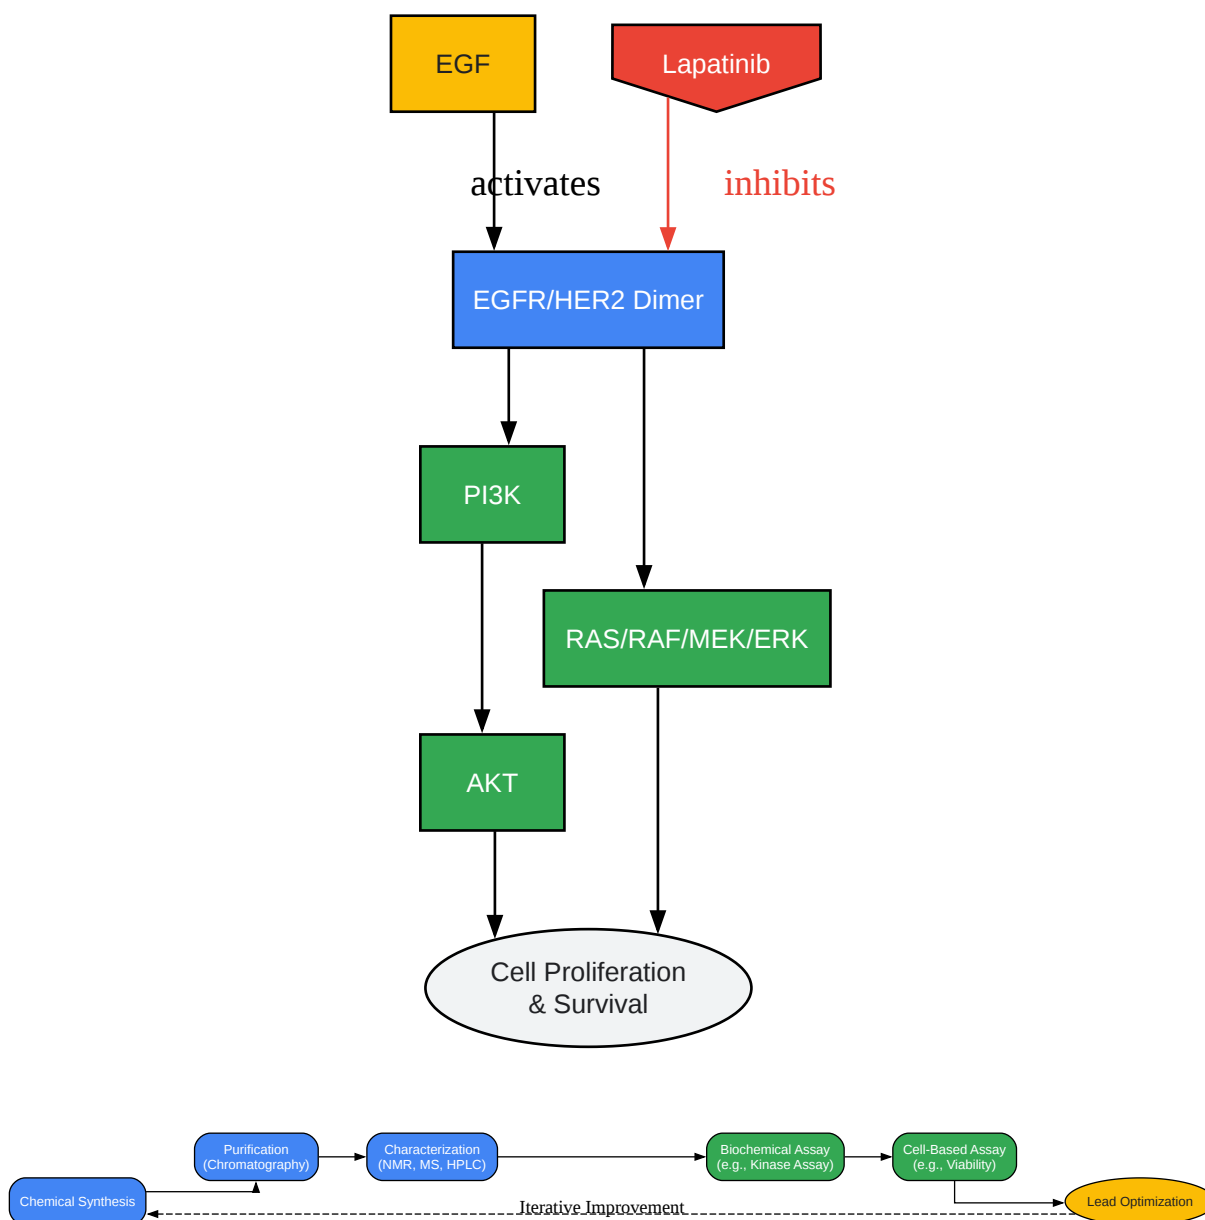 EGF
Lapatinib
activates
inhibits
EGFR/HER2 Dimer
PI3K
RAS/RAF/MEK/ERK
AKT
Cell Proliferation
& Survival
Purification
(Chromatography)
Characterization
(NMR, MS, HPLC)
Biochemical Assay
(e.g., Kinase Assay)
Cell-Based Assay
(e.g., Viability)
Chemical Synthesis
Iterative Improvement
Lead Optimization